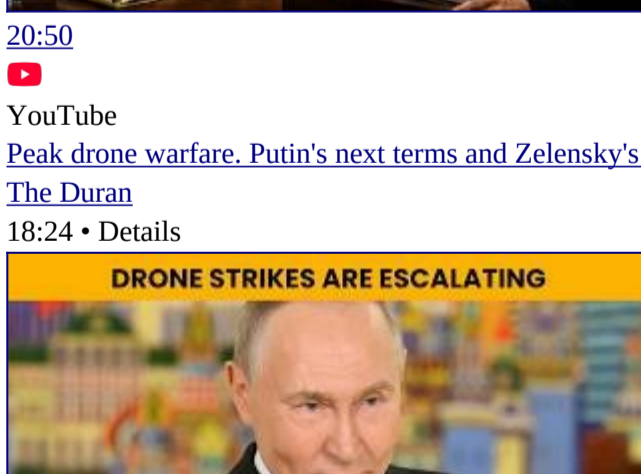 20:50
YouTube
Peak drone warfare. Putin's next terms and Zelensky's
The Duran
18:24 • Details
DRONE STRIKES ARE ESCALATING